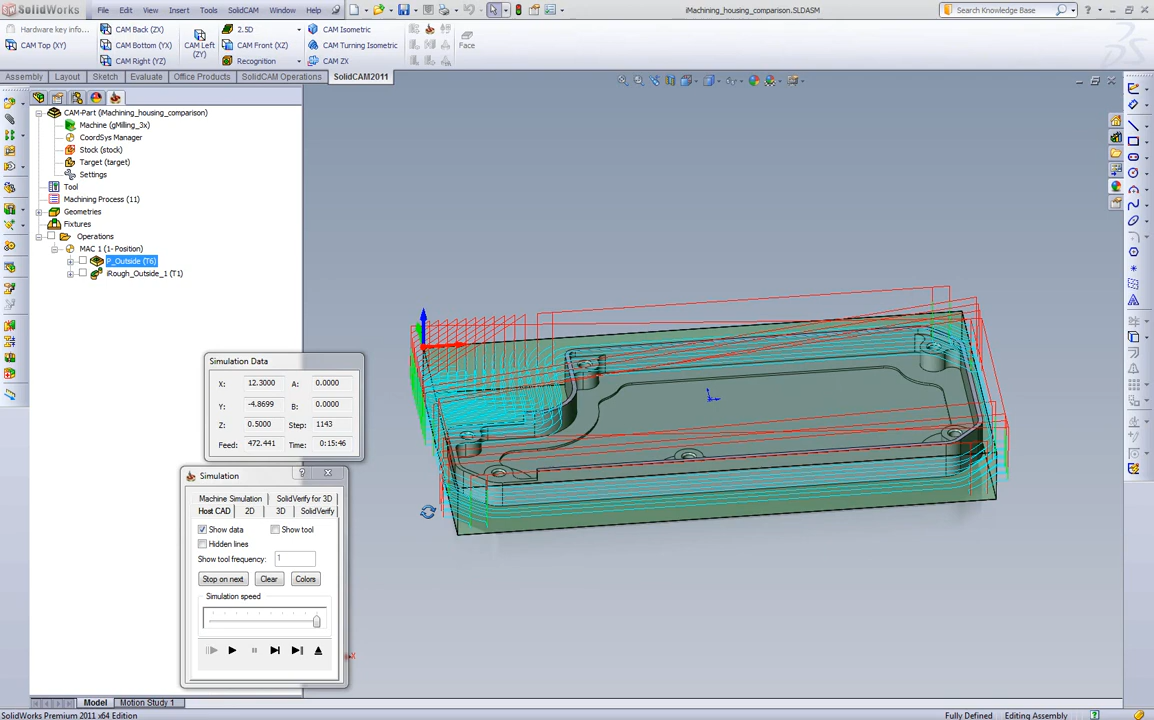 SolidWorks File Edit View Insert Tools SolidCAM Window Help iMachining_housing_comparison.SLDASM Search Knowledge Base
Hardware key info... CAM Back (ZX) 2.5D CAM Isometric
CAM Top (XY) CAM Bottom (YX) CAM Left (ZY) CAM Front (XZ) CAM Turning Isometric Face
CAM Right (YZ) Recognition CAM ZX
Assembly Layout Sketch Evaluate Office Products SolidCAM Operations SolidCAM2011
CAM-Part (iMachining_housing_comparison)
Machine (gMilling_3x)
CoordSys Manager
Stock (stock)
Target (target)
Settings
Tool
Machining Process (11)
Geometries
Fixtures
Operations
MAC 1 (1- Position)
P_Outside (T6)
iRough_Outside_1 (T1)
Simulation Data
X: 12.3000 A: 0.0000
Y: -4.8699 B: 0.0000
Z: 0.5000 Step: 1143
Feed: 472.441 Time: 0:15:46
Simulation
Machine Simulation SolidVerify for 3D
Host CAD 2D 3D SolidVerify
Show data Show tool
Hidden lines
Show tool frequency: 1
Stop on next Clear Colors
Simulation speed
Model Motion Study 1
SolidWorks Premium 2011 x64 Edition Fully Defined Editing Assembly